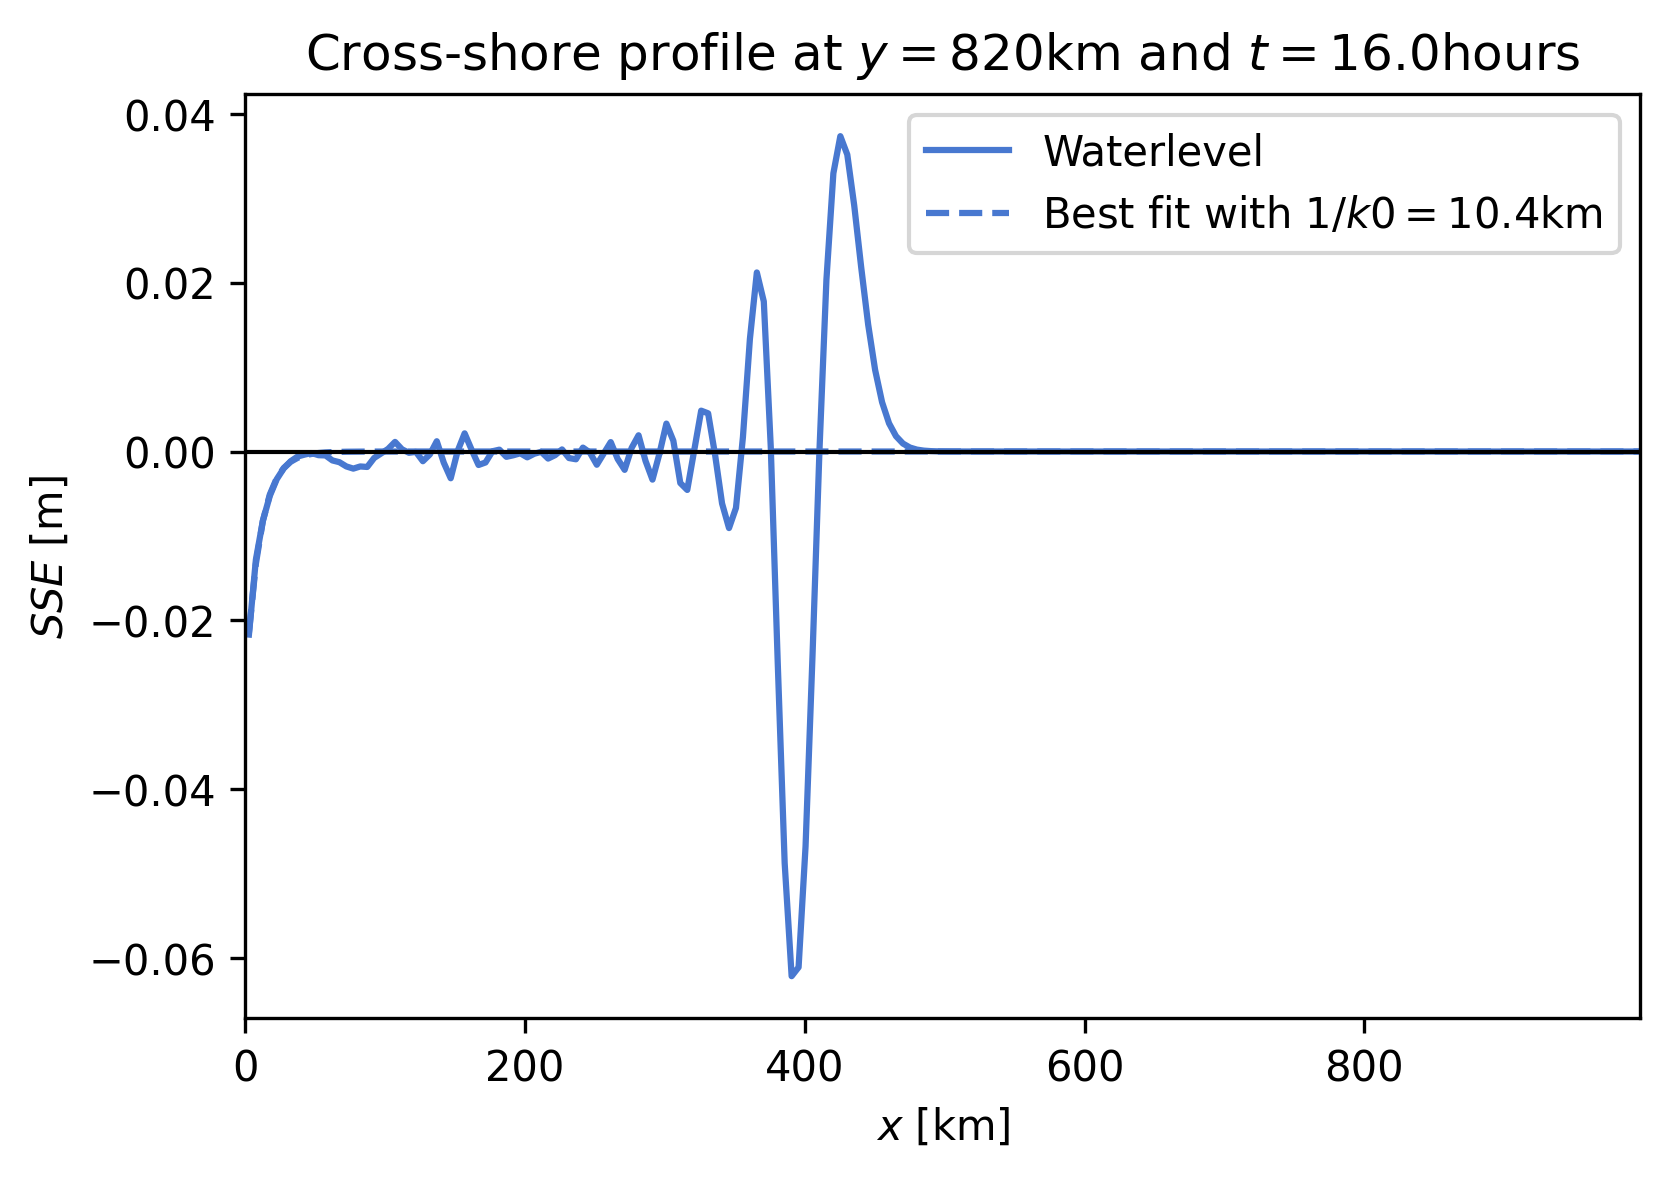 Cross-shore profile at y = 820km and t = 16.0hours
Waterlevel
Best fit with 1/k0 = 10.4km
SSE [m]
0.04
0.02
0.00
−0.02
−0.04
−0.06
0 200 400 600 800
x [km]